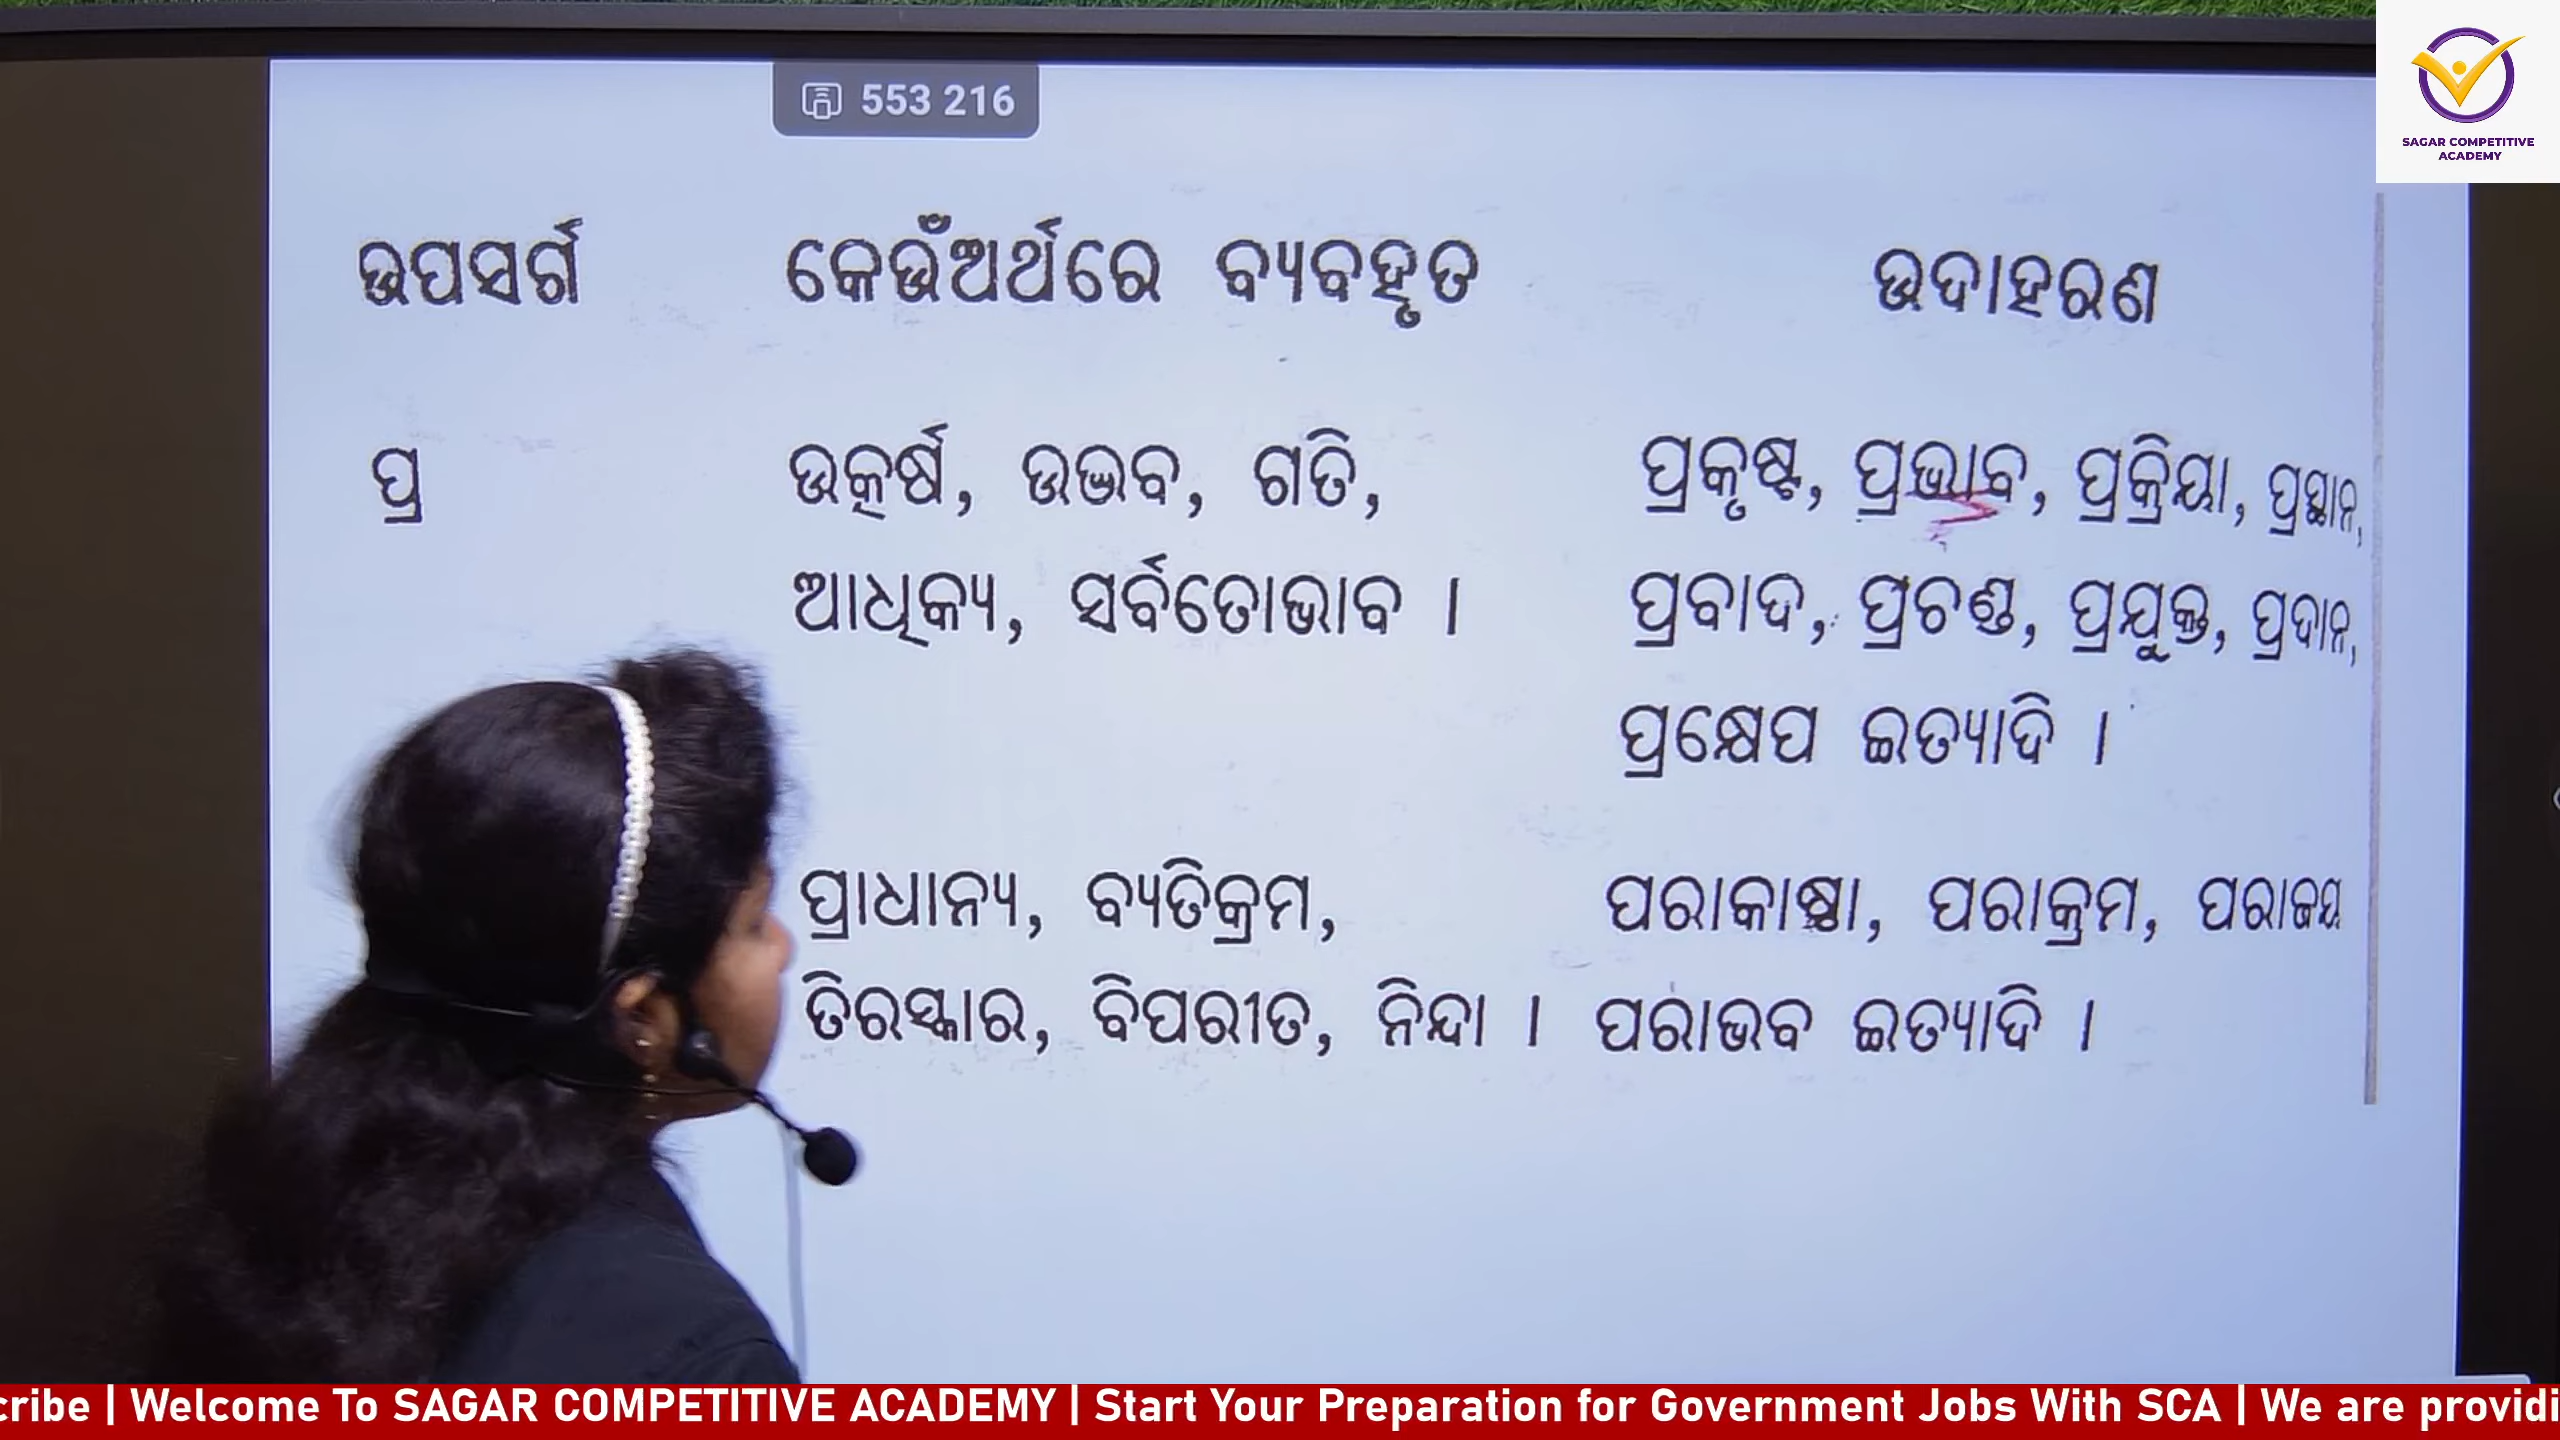 553 216
SAGAR COMPETITIVE
ACADEMY
ଉପସର୍ଗ କେଉଁଅର୍ଥରେ ବ୍ୟବହୃତ ଉଦାହରଣ
ପ୍ର ଉତ୍କର୍ଷ, ଉଦ୍ଭବ, ଗତି, ପ୍ରକୃଷ୍ଟ, ପ୍ରଭାବ, ପ୍ରକ୍ରିୟା, ପ୍ରସ୍ଥାନ,
ଆଧିକ୍ୟ, ସର୍ବତୋଭାବ । ପ୍ରବାଦ, ପ୍ରଚଣ୍ଡ, ପ୍ରଯୁକ୍ତ, ପ୍ରଦାନ,
ପ୍ରକ୍ଷେପ ଇତ୍ୟାଦି ।
ପ୍ରାଧାନ୍ୟ, ବ୍ୟତିକ୍ରମ, ପରାକାଷ୍ଠା, ପରାକ୍ରମ, ପରାଜୟ
ତିରସ୍କାର, ବିପରୀତ, ନିନ୍ଦା । ପରାଭବ ଇତ୍ୟାଦି ।
cribe | Welcome To SAGAR COMPETITIVE ACADEMY | Start Your Preparation for Government Jobs With SCA | We are providi